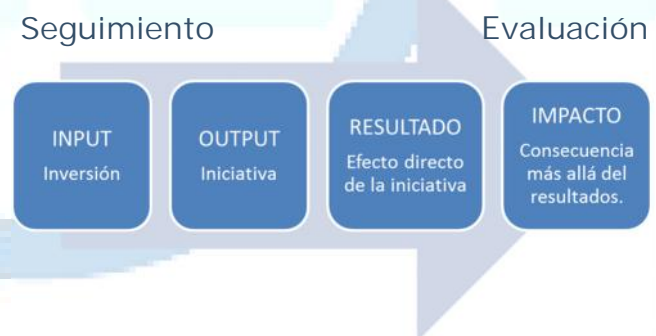 Seguimiento
Evaluación
INPUT
Inversión
OUTPUT
Iniciativa
RESULTADO
Efecto directo
de la iniciativa
IMPACTO
Consecuencia
más allá del
resultados.